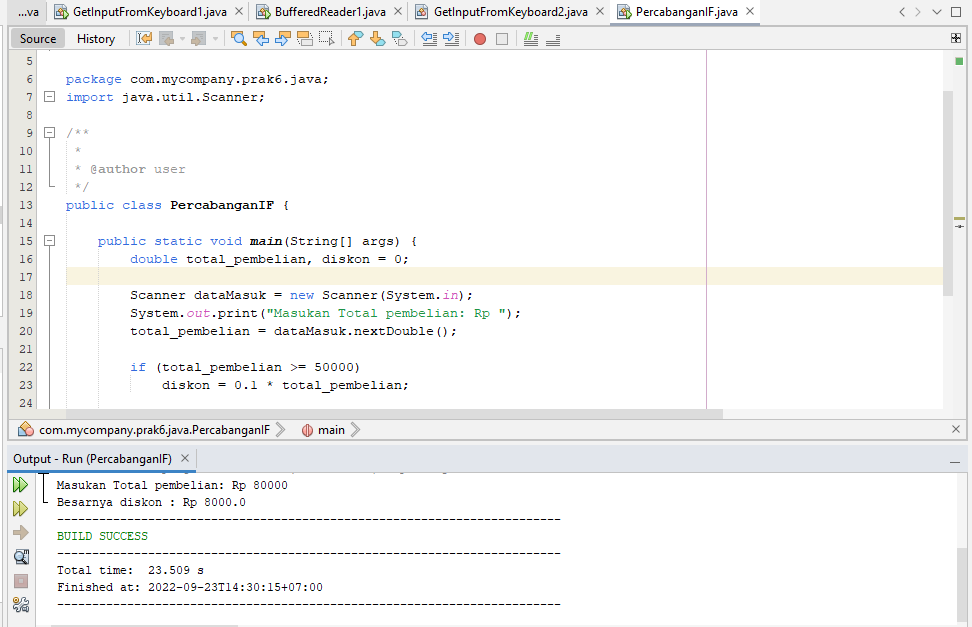 ...va GetInputFromKeyboard1.java BufferedReader1.java GetInputFromKeyboard2.java PercabanganIF.java
Source History
5
6 package com.mycompany.prak6.java;
7 import java.util.Scanner;
8
9 /**
10 *
11 * @author user
12 */
13 public class PercabanganIF {
14
15 public static void main(String[] args) {
16 double total_pembelian, diskon = 0;
17
18 Scanner dataMasuk = new Scanner(System.in);
19 System.out.print("Masukan Total pembelian: Rp ");
20 total_pembelian = dataMasuk.nextDouble();
21
22 if (total_pembelian >= 50000)
23 diskon = 0.1 * total_pembelian;
24
com.mycompany.prak6.java.PercabanganIF main
Output - Run (PercabanganIF)
Masukan Total pembelian: Rp 80000
Besarnya diskon : Rp 8000.0
------------------------------------------------------------------------
BUILD SUCCESS
------------------------------------------------------------------------
Total time:  23.509 s
Finished at: 2022-09-23T14:30:15+07:00
------------------------------------------------------------------------